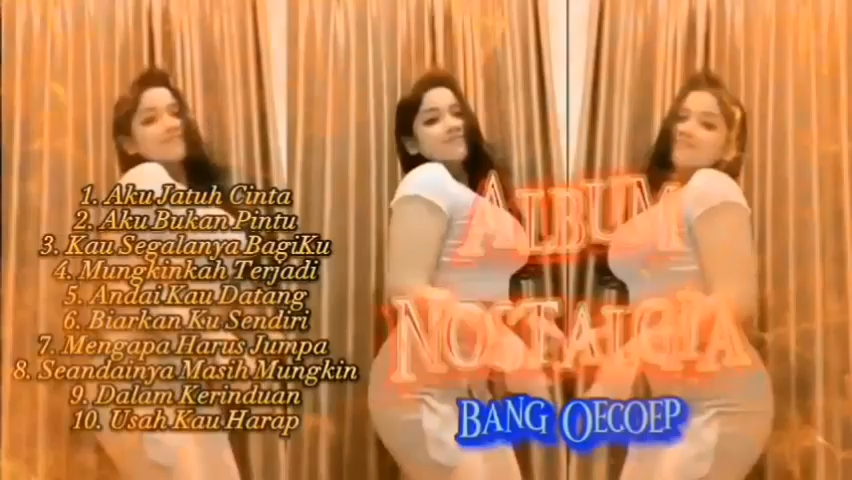 1. Aku Jatuh Cinta
2. Aku Bukan Pintu
3. Kau Segalanya BagiKu
4. Mungkinkah Terjadi
5. Andai Kau Datang
6. Biarkan Ku Sendiri
7. Mengapa Harus Jumpa
8. Seandainya Masih Mungkin
9. Dalam Kerinduan
10. Usah Kau Harap
ALBUM
NOSTALGIA
BANG OECOEP